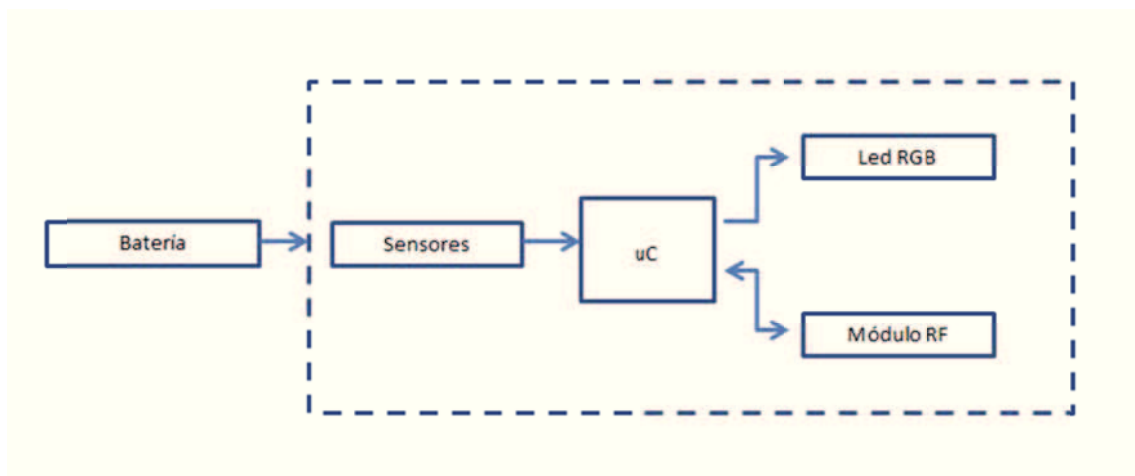 Led RGB
Batería
Sensores
uC
Módulo RF